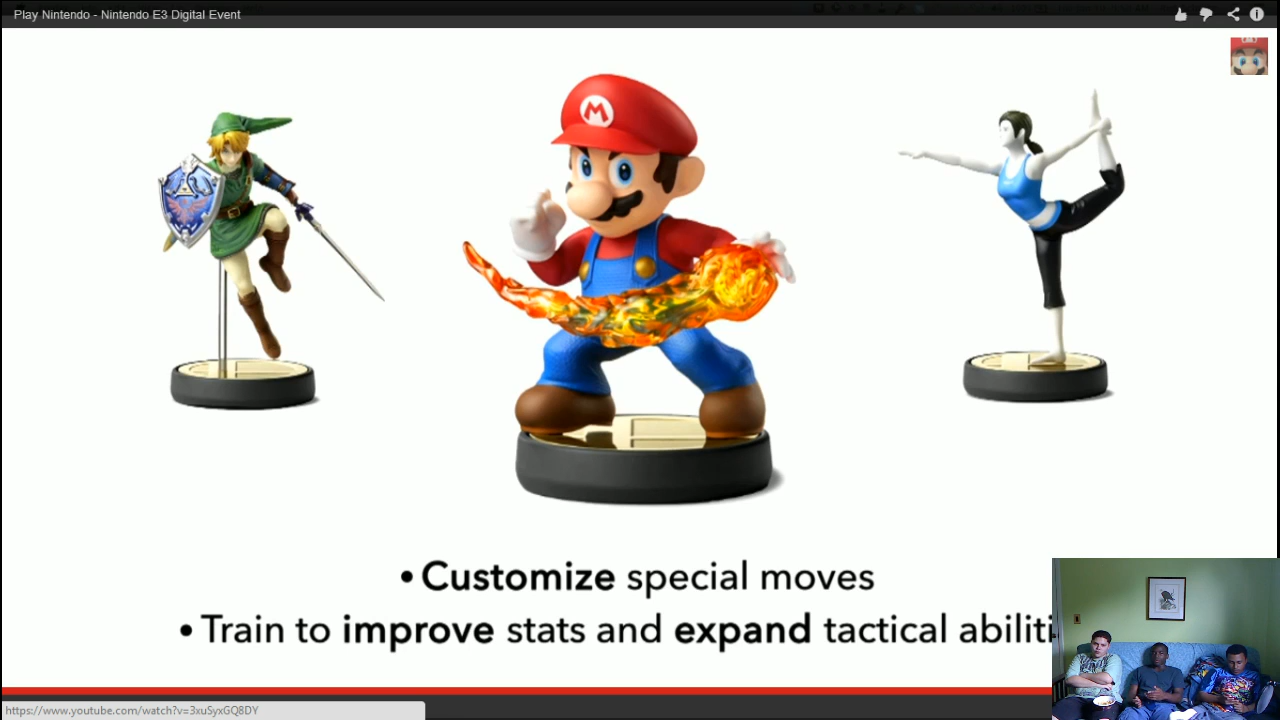 Play Nintendo - Nintendo E3 Digital Event
M
• Customize special moves
• Train to improve stats and expand tactical abiliti
https://www.youtube.com/watch?v=3xuSyxGQ8DY